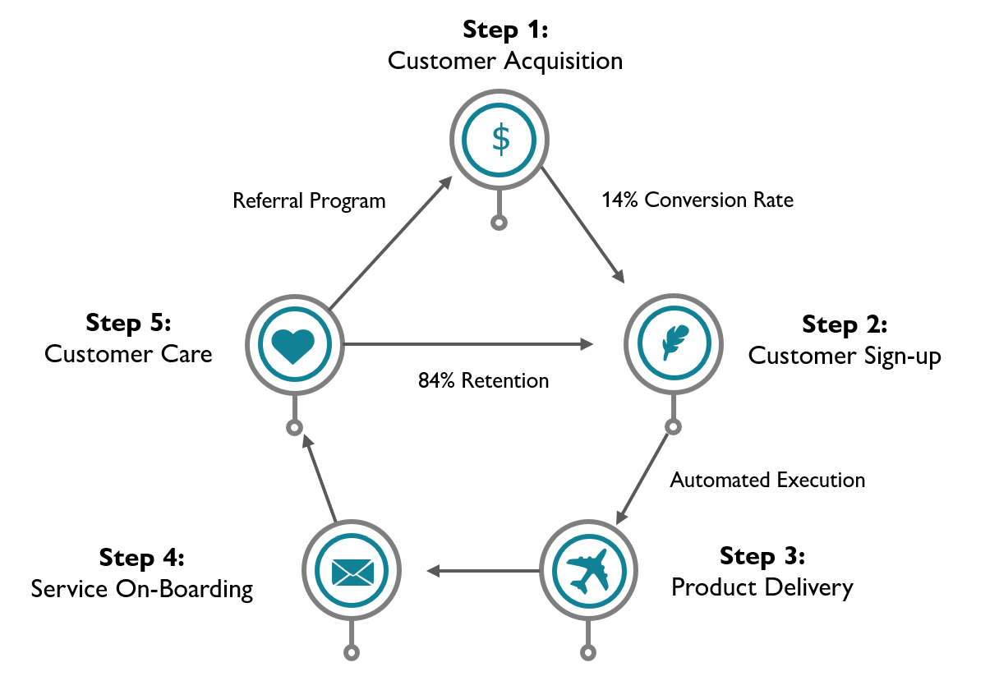 Step 1:
Customer Acquisition
$
Referral Program
14% Conversion Rate
Step 5:
Customer Care
Step 2:
Customer Sign-up
84% Retention
Automated Execution
Step 4:
Service On-Boarding
Step 3:
Product Delivery